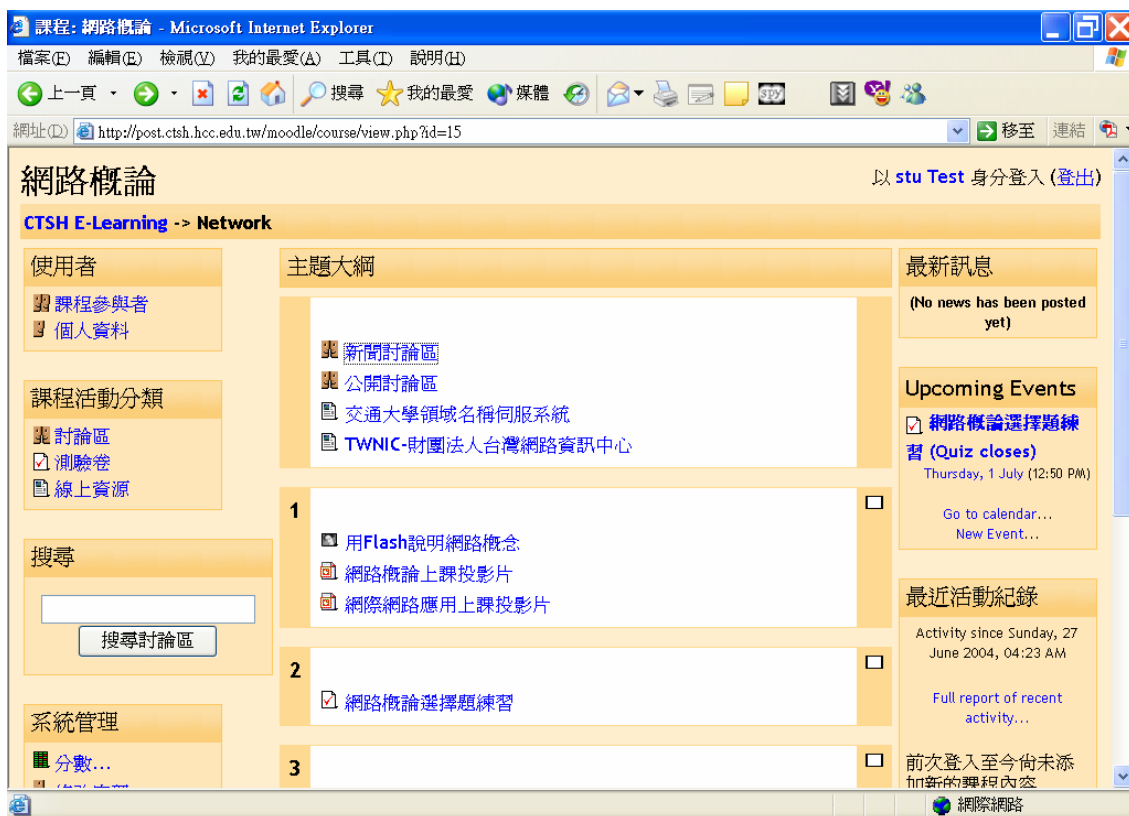 課程: 網路概論 - Microsoft Internet Explorer
檔案(F) 編輯(E) 檢視(V) 我的最愛(A) 工具(T) 說明(H)
上一頁 搜尋 我的最愛 媒體 SPY
網址(D) http://post.ctsh.hcc.edu.tw/moodle/course/view.php?id=15 移至 連結
網路概論
以 stu Test 身分登入 (登出)
CTSH E-Learning -> Network
使用者
課程參與者
個人資料
課程活動分類
討論區
測驗卷
線上資源
搜尋
搜尋討論區
系統管理
分數...
主題大綱
新聞討論區
公開討論區
交通大學領域名稱伺服系統
TWNIC-財團法人台灣網路資訊中心
1
用Flash說明網路概念
網路概論上課投影片
網際網路應用上課投影片
2
網路概論選擇題練習
3
最新訊息
(No news has been posted
yet)
Upcoming Events
網路概論選擇題練
習 (Quiz closes)
Thursday, 1 July (12:50 PM)
Go to calendar...
New Event...
最近活動紀錄
Activity since Sunday, 27
June 2004, 04:23 AM
Full report of recent
activity...
前次登入至今尚未添
加新的課程內容
網際網路